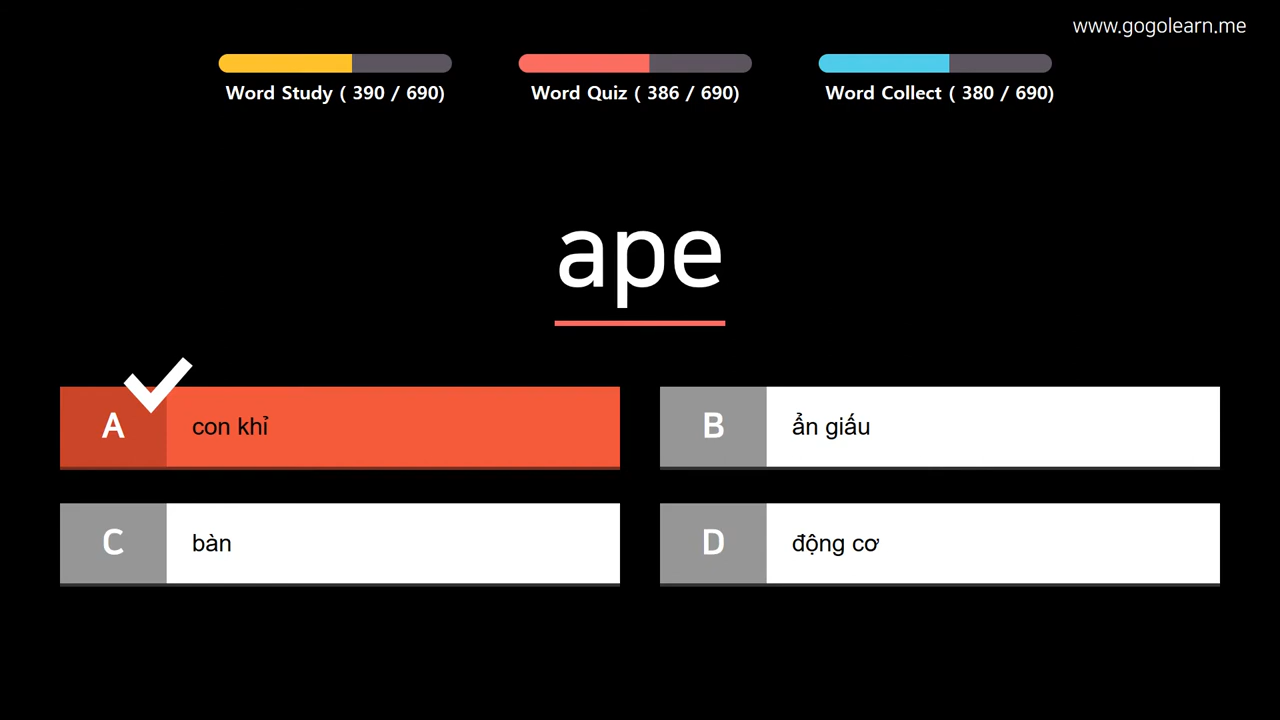 www.gogolearn.me
Word Study ( 390 / 690)
Word Quiz ( 386 / 690)
Word Collect ( 380 / 690)
ape
A
con khỉ
B
ẩn giấu
C
bàn
D
động cơ